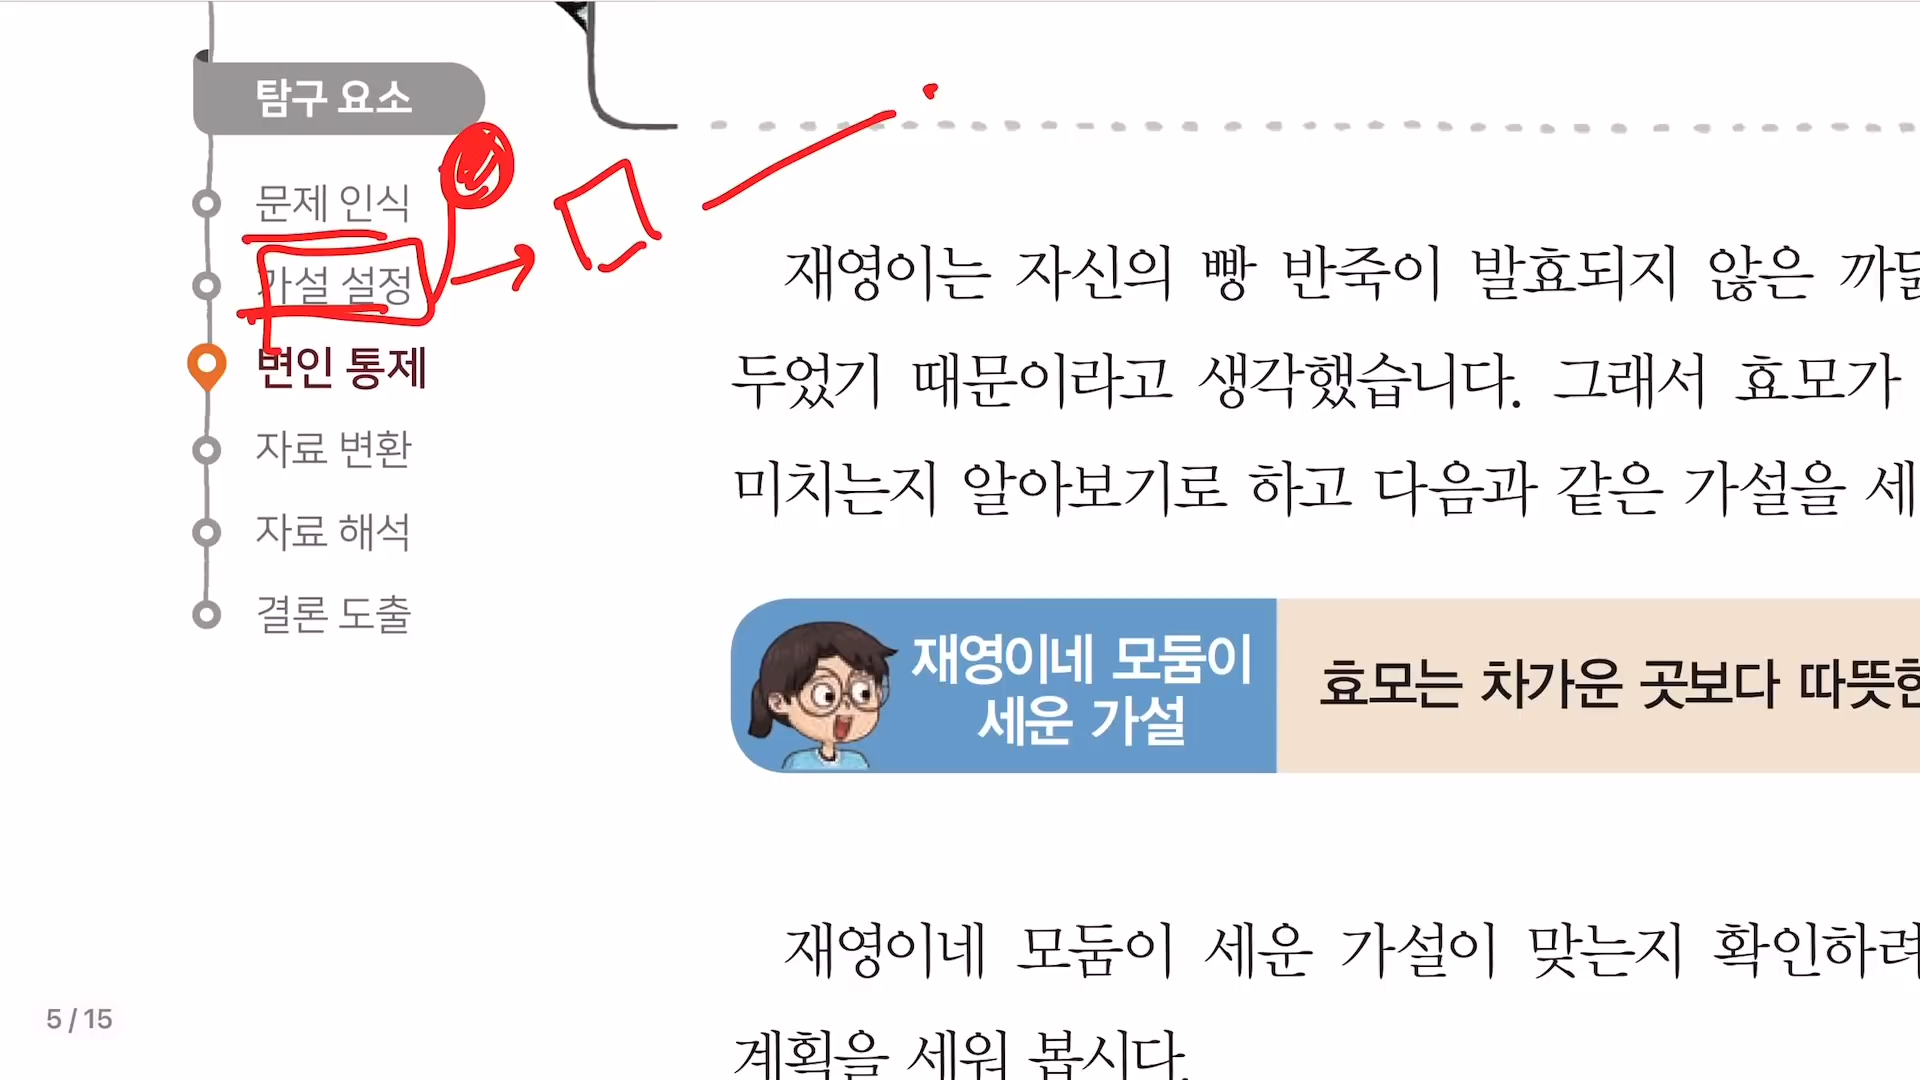 탐구 요소
문제 인식
가설 설정
변인 통제
자료 변환
자료 해석
결론 도출
재영이는 자신의 빵 반죽이 발효되지 않은
두었기 때문이라고 생각했습니다. 그래서 효모가
미치는지 알아보기로 하고 다음과 같은 가설을 세
재영이네 모둠이
세운 가설
효모는 차가운 곳보다
재영이네 모둠이 세운 가설이 맞는지 확인하려
계획을 세워 봅시다.
5 / 15